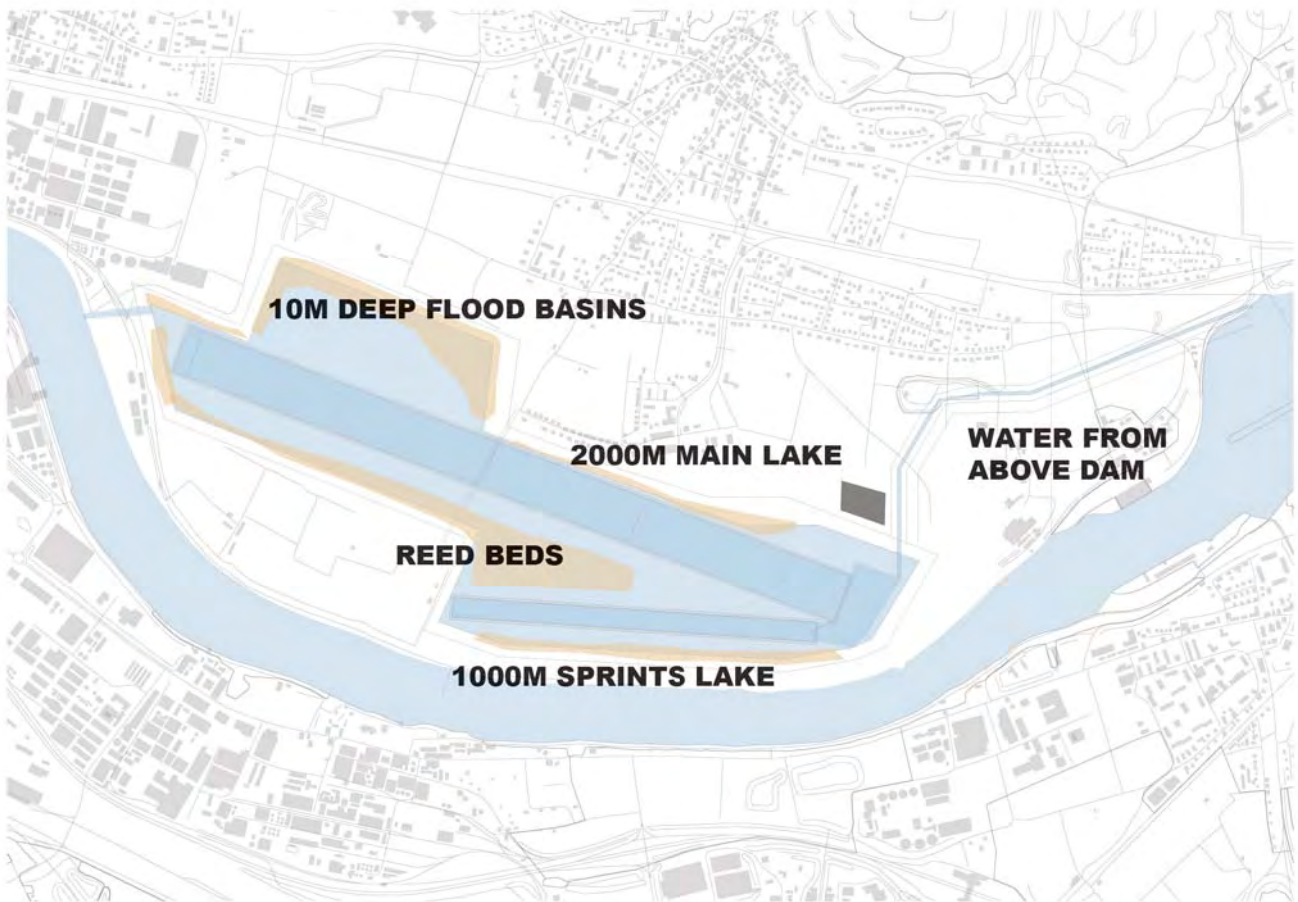 10M DEEP FLOOD BASINS
2000M MAIN LAKE
WATER FROM
ABOVE DAM
REED BEDS
1000M SPRINTS LAKE